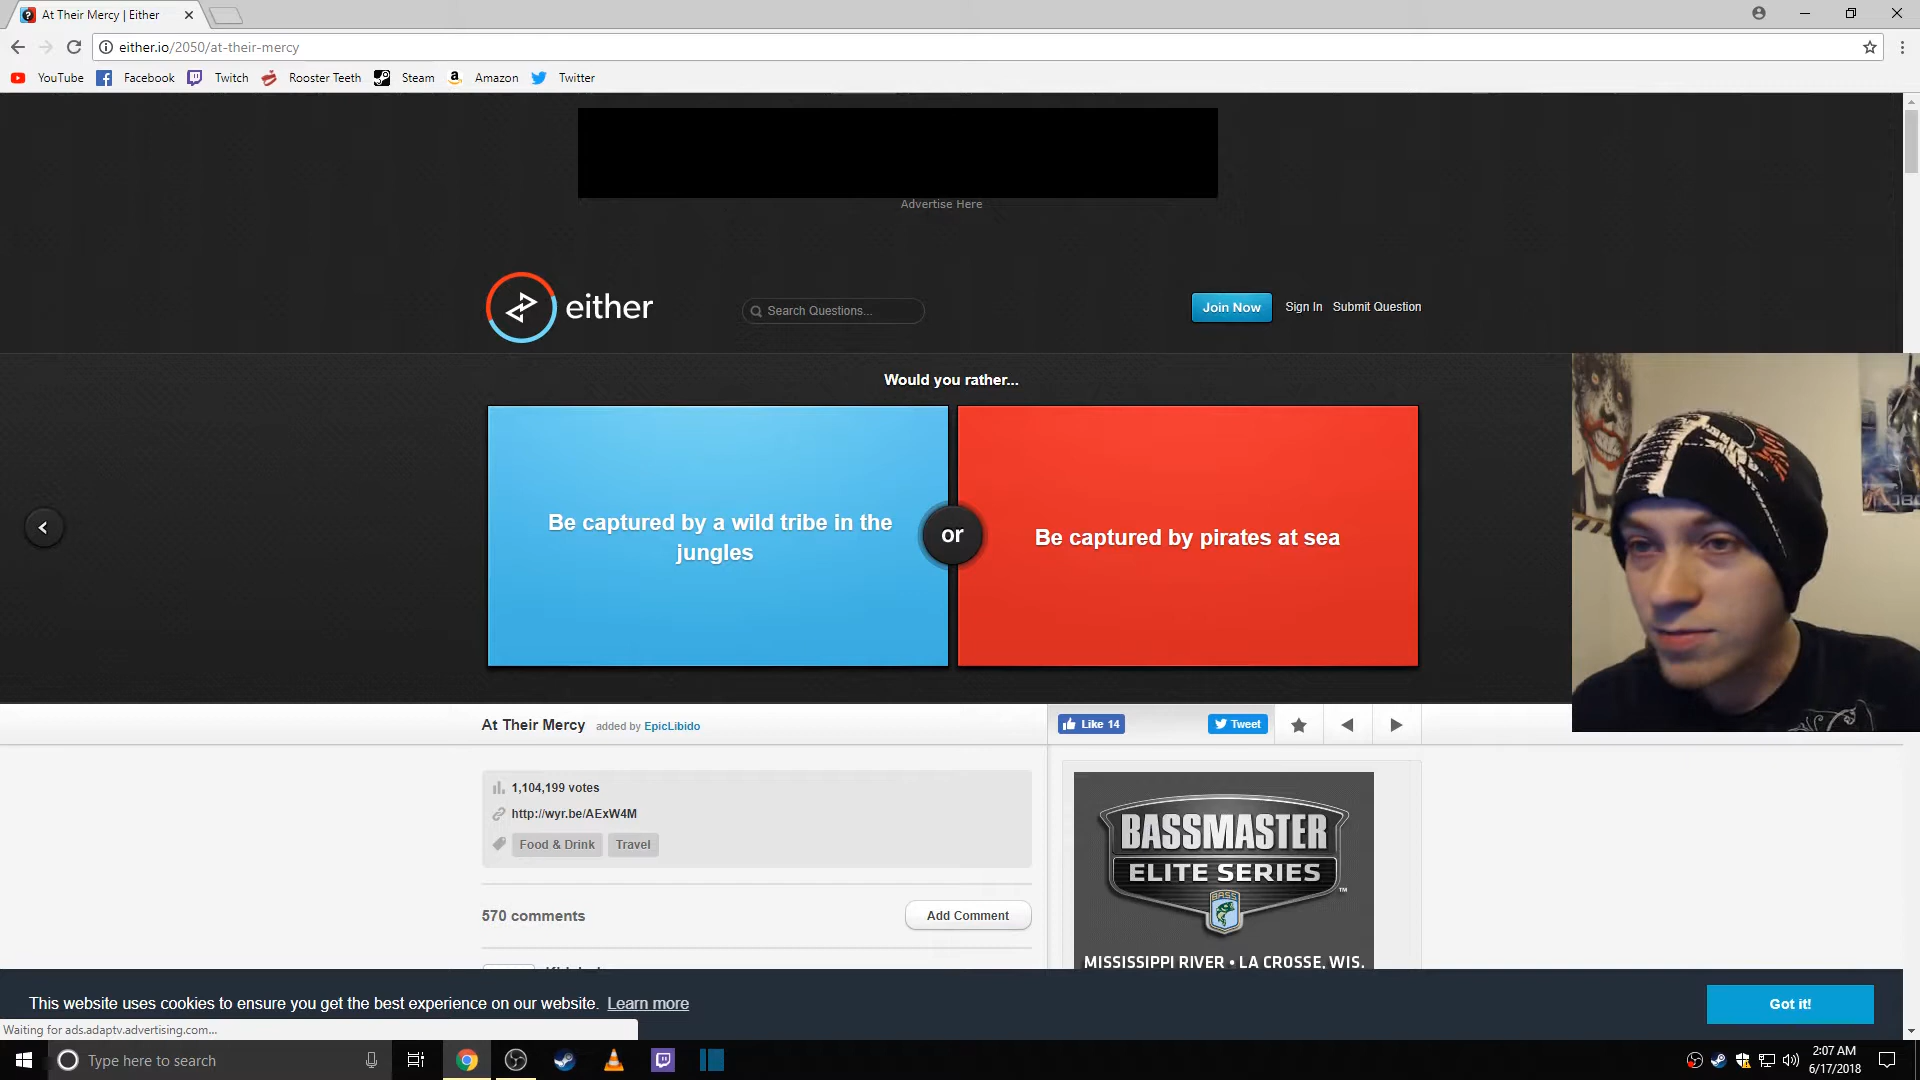 At Their Mercy | Either
either.io/2050/at-their-mercy
YouTube Facebook Twitch Rooster Teeth Steam Amazon Twitter
Advertise Here
either
Search Questions...
Join Now Sign In Submit Question
Would you rather...
Be captured by a wild tribe in the
jungles
or
Be captured by pirates at sea
At Their Mercy added by EpicLibido
Like 14
Tweet
1,104,199 votes
http://wyr.be/AExW4M
Food & Drink Travel
570 comments
Add Comment
BASSMASTER
ELITE SERIES
TM
BASS
MISSISSIPPI RIVER • LA CROSSE, WIS.
This website uses cookies to ensure you get the best experience on our website. Learn more
Got it!
Waiting for ads.adaptv.advertising.com...
Type here to search
2:07 AM
6/17/2018